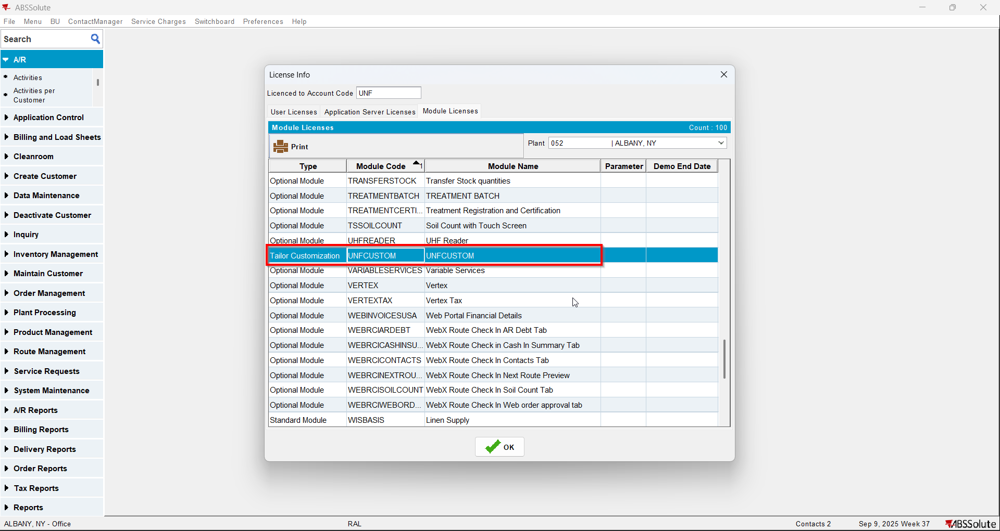 ABSSolute
File Menu BU ContactManager Service Charges Switchboard Preferences Help
Search
A/R
Activities
Activities per
Customer
Application Control
Billing and Load Sheets
Cleanroom
Create Customer
Data Maintenance
Deactivate Customer
Inquiry
Inventory Management
Maintain Customer
Order Management
Plant Processing
Product Management
Route Management
Service Requests
System Maintenance
A/R Reports
Billing Reports
Delivery Reports
Order Reports
Tax Reports
Reports
License Info
Licenced to Account Code UNF
User Licenses Application Server Licenses Module Licenses
Module Licenses Count : 100
Print Plant 052 | ALBANY, NY
Type Module Code 1 Module Name Parameter Demo End Date
Optional Module TRANSFERSTOCK Transfer Stock quantities
Optional Module TREATMENTBATCH TREATMENT BATCH
Optional Module TREATMENTCERTI... Treatment Registration and Certification
Optional Module TSSOILCOUNT Soil Count with Touch Screen
Optional Module UHFREADER UHF Reader
Tailor Customization UNFCUSTOM UNFCUSTOM
Optional Module VARIABLESERVICES Variable Services
Optional Module VERTEX Vertex
Optional Module VERTEXTAX Vertex Tax
Optional Module WEBINVOICESUSA Web Portal Financial Details
Optional Module WEBRCIARDEBT WebX Route Check In AR Debt Tab
Optional Module WEBRCICASHINSU... WebX Route Check in Cash In Summary Tab
Optional Module WEBRCICONTACTS WebX Route Check In Contacts Tab
Optional Module WEBRCINEXTROU... WebX Route Check In Next Route Preview
Optional Module WEBRCISOILCOUNT WebX Route Check In Soil Count Tab
Optional Module WEBRCIWEBORD... WebX Route Check In Web order approval tab
Standard Module WISBASIS Linen Supply
OK
ALBANY, NY - Office RAL Contacts 2 Sep 9, 2025 Week 37 ABSSolute